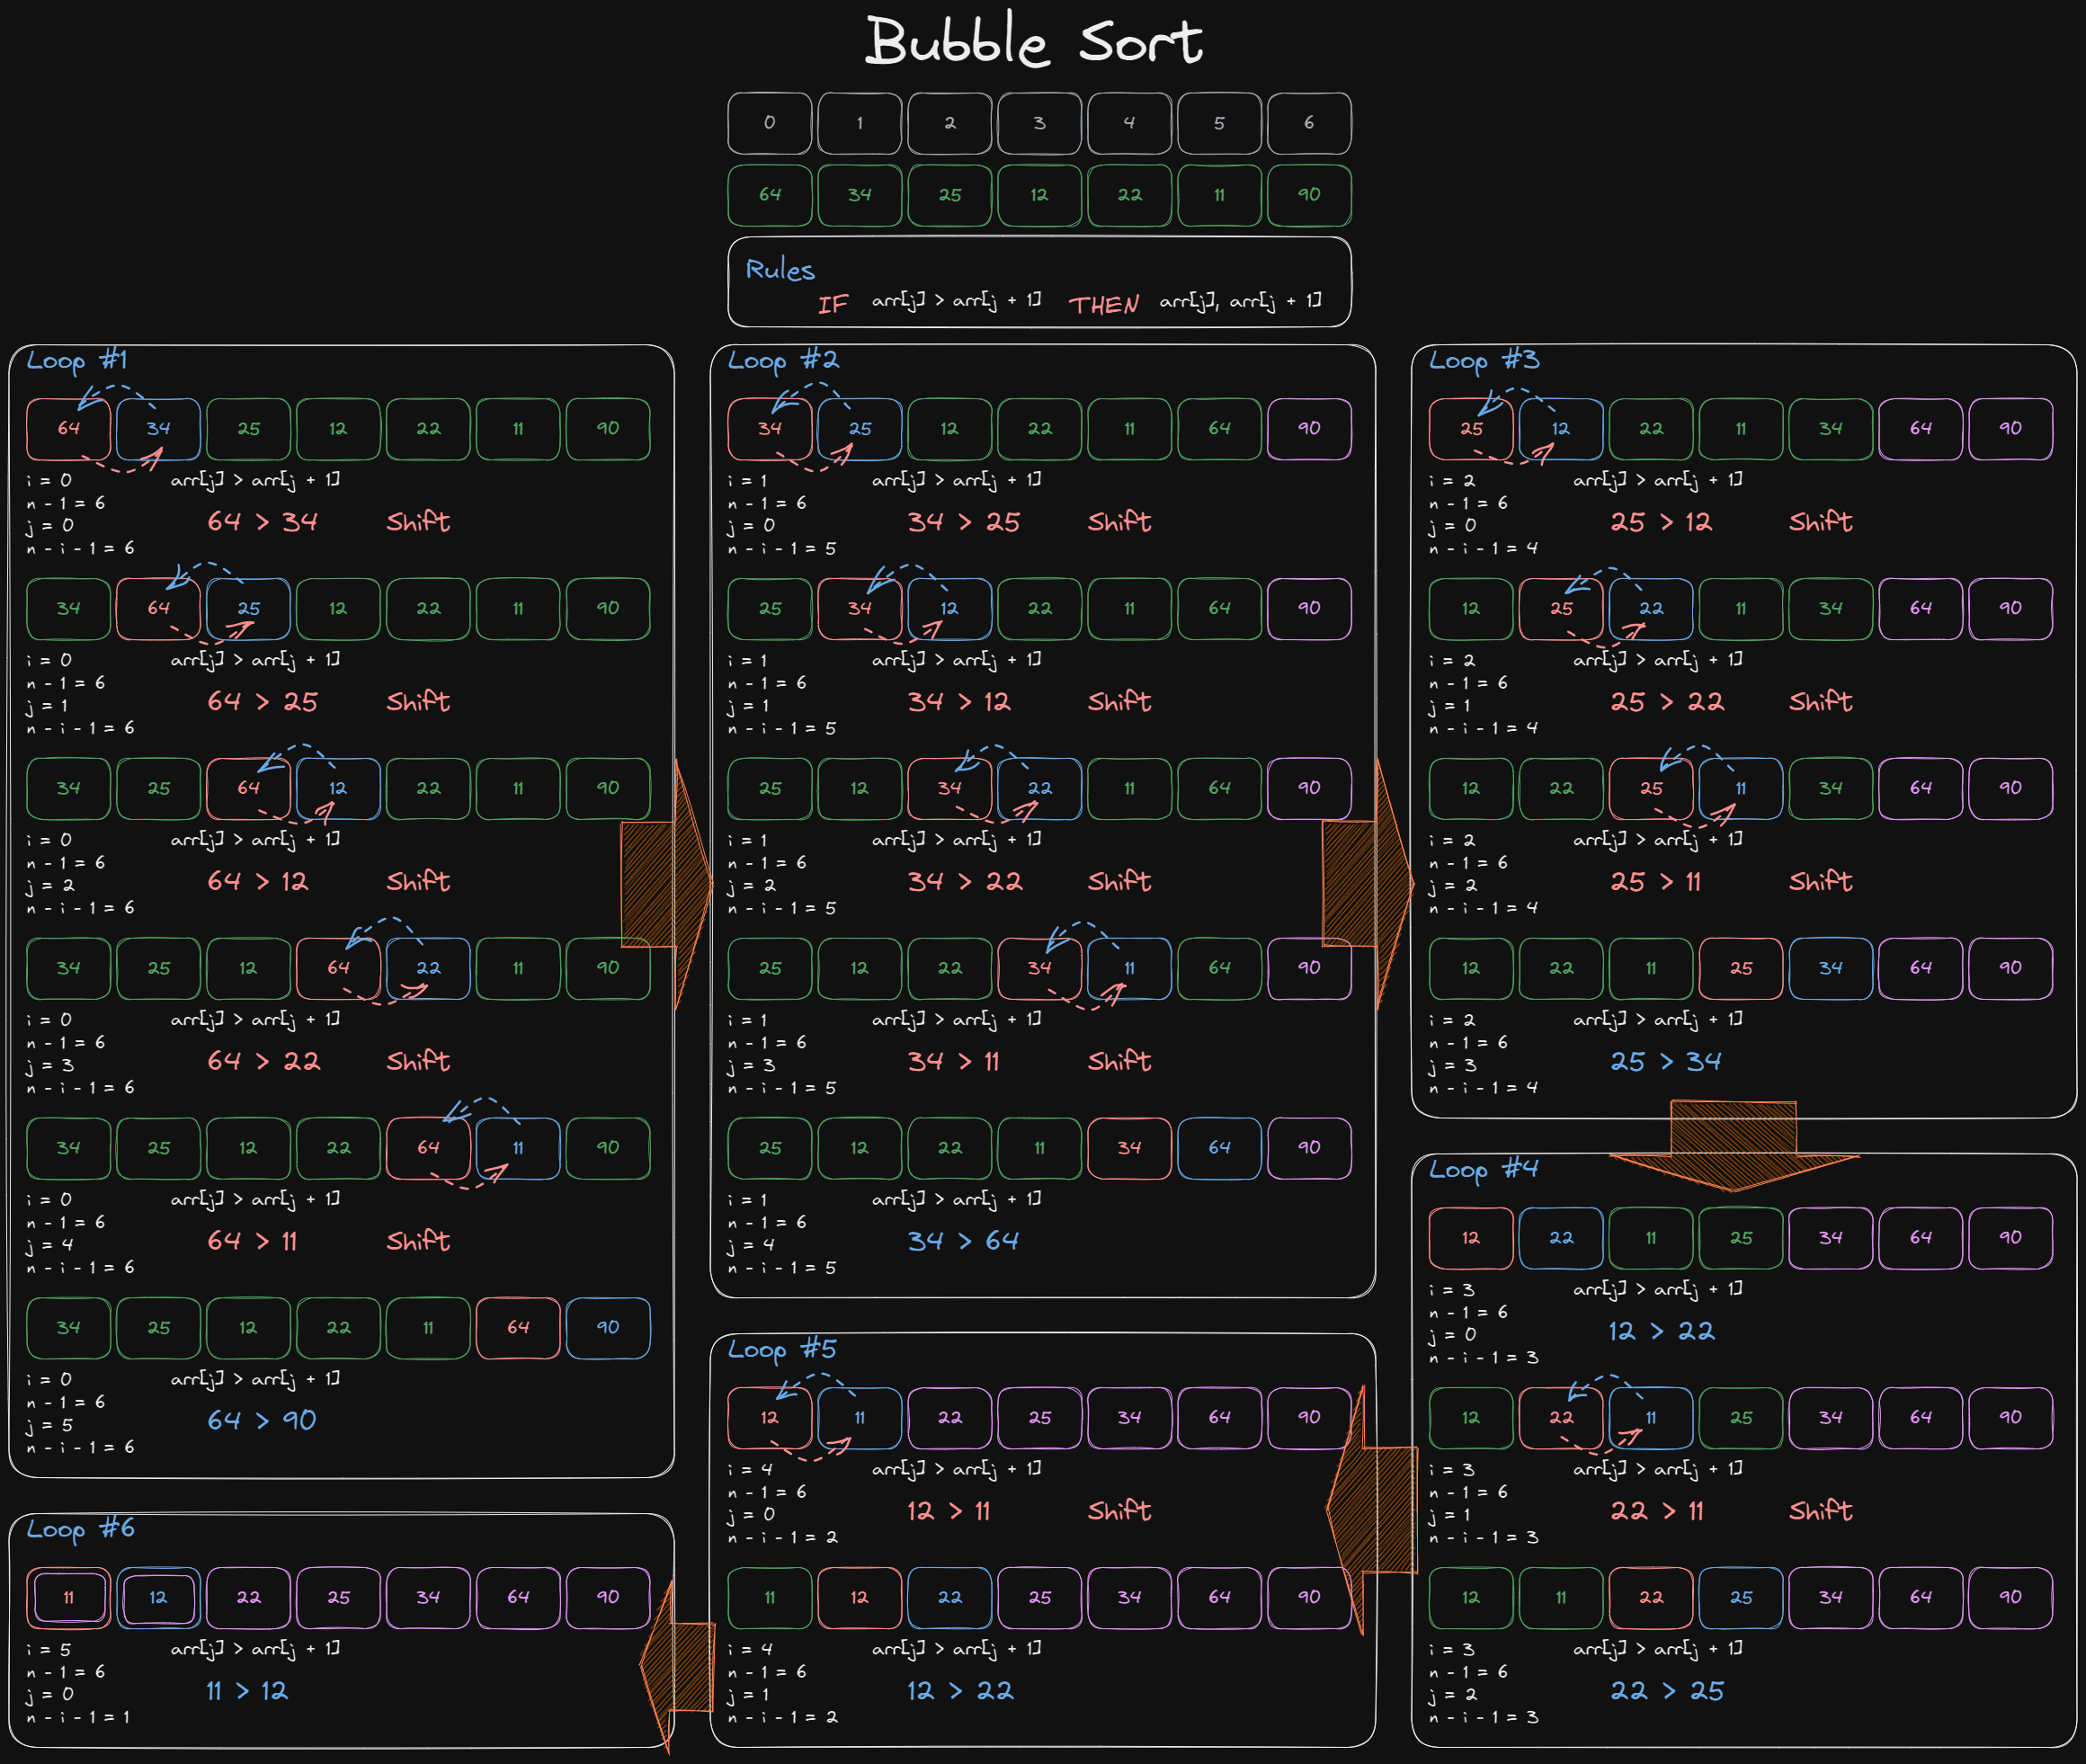 Bubble Sort
0 1 2 3 4 5 6
64 34 25 12 22 11 90
Rules
IF arr[j] > arr[j + 1] THEN arr[j], arr[j + 1]
Loop #1
64 34 25 12 22 11 90
i = 0 arr[j] > arr[j + 1]
n - 1 = 6
64 > 34 Shift
j = 0
n - i - 1 = 6
34 64 25 12 22 11 90
i = 0 arr[j] > arr[j + 1]
n - 1 = 6
64 > 25 Shift
j = 1
n - i - 1 = 6
34 25 64 12 22 11 90
i = 0 arr[j] > arr[j + 1]
n - 1 = 6
64 > 12 Shift
j = 2
n - i - 1 = 6
34 25 12 64 22 11 90
i = 0 arr[j] > arr[j + 1]
n - 1 = 6
64 > 22 Shift
j = 3
n - i - 1 = 6
34 25 12 22 64 11 90
i = 0 arr[j] > arr[j + 1]
n - 1 = 6
64 > 11 Shift
j = 4
n - i - 1 = 6
34 25 12 22 11 64 90
i = 0 arr[j] > arr[j + 1]
n - 1 = 6
64 > 90
j = 5
n - i - 1 = 6
Loop #2
34 25 12 22 11 64 90
i = 1 arr[j] > arr[j + 1]
n - 1 = 6
34 > 25 Shift
j = 0
n - i - 1 = 5
25 34 12 22 11 64 90
i = 1 arr[j] > arr[j + 1]
n - 1 = 6
34 > 12 Shift
j = 1
n - i - 1 = 5
25 12 34 22 11 64 90
i = 1 arr[j] > arr[j + 1]
n - 1 = 6
34 > 22 Shift
j = 2
n - i - 1 = 5
25 12 22 34 11 64 90
i = 1 arr[j] > arr[j + 1]
n - 1 = 6
34 > 11 Shift
j = 3
n - i - 1 = 5
25 12 22 11 34 64 90
i = 1 arr[j] > arr[j + 1]
n - 1 = 6
34 > 64
j = 4
n - i - 1 = 5
Loop #3
25 12 22 11 34 64 90
i = 2 arr[j] > arr[j + 1]
n - 1 = 6
25 > 12 Shift
j = 0
n - i - 1 = 4
12 25 22 11 34 64 90
i = 2 arr[j] > arr[j + 1]
n - 1 = 6
25 > 22 Shift
j = 1
n - i - 1 = 4
12 22 25 11 34 64 90
i = 2 arr[j] > arr[j + 1]
n - 1 = 6
25 > 11 Shift
j = 2
n - i - 1 = 4
12 22 11 25 34 64 90
i = 2 arr[j] > arr[j + 1]
n - 1 = 6
25 > 34
j = 3
n - i - 1 = 4
Loop #4
12 22 11 25 34 64 90
i = 3 arr[j] > arr[j + 1]
n - 1 = 6
12 > 22
j = 0
n - i - 1 = 3
12 22 11 25 34 64 90
i = 3 arr[j] > arr[j + 1]
n - 1 = 6
22 > 11 Shift
j = 1
n - i - 1 = 3
12 11 22 25 34 64 90
i = 3 arr[j] > arr[j + 1]
n - 1 = 6
22 > 25
j = 2
n - i - 1 = 3
Loop #5
12 11 22 25 34 64 90
i = 4 arr[j] > arr[j + 1]
n - 1 = 6
12 > 11 Shift
j = 0
n - i - 1 = 2
11 12 22 25 34 64 90
i = 4 arr[j] > arr[j + 1]
n - 1 = 6
12 > 22
j = 1
n - i - 1 = 2
Loop #6
11 12 22 25 34 64 90
i = 5 arr[j] > arr[j + 1]
n - 1 = 6
11 > 12
j = 0
n - i - 1 = 1